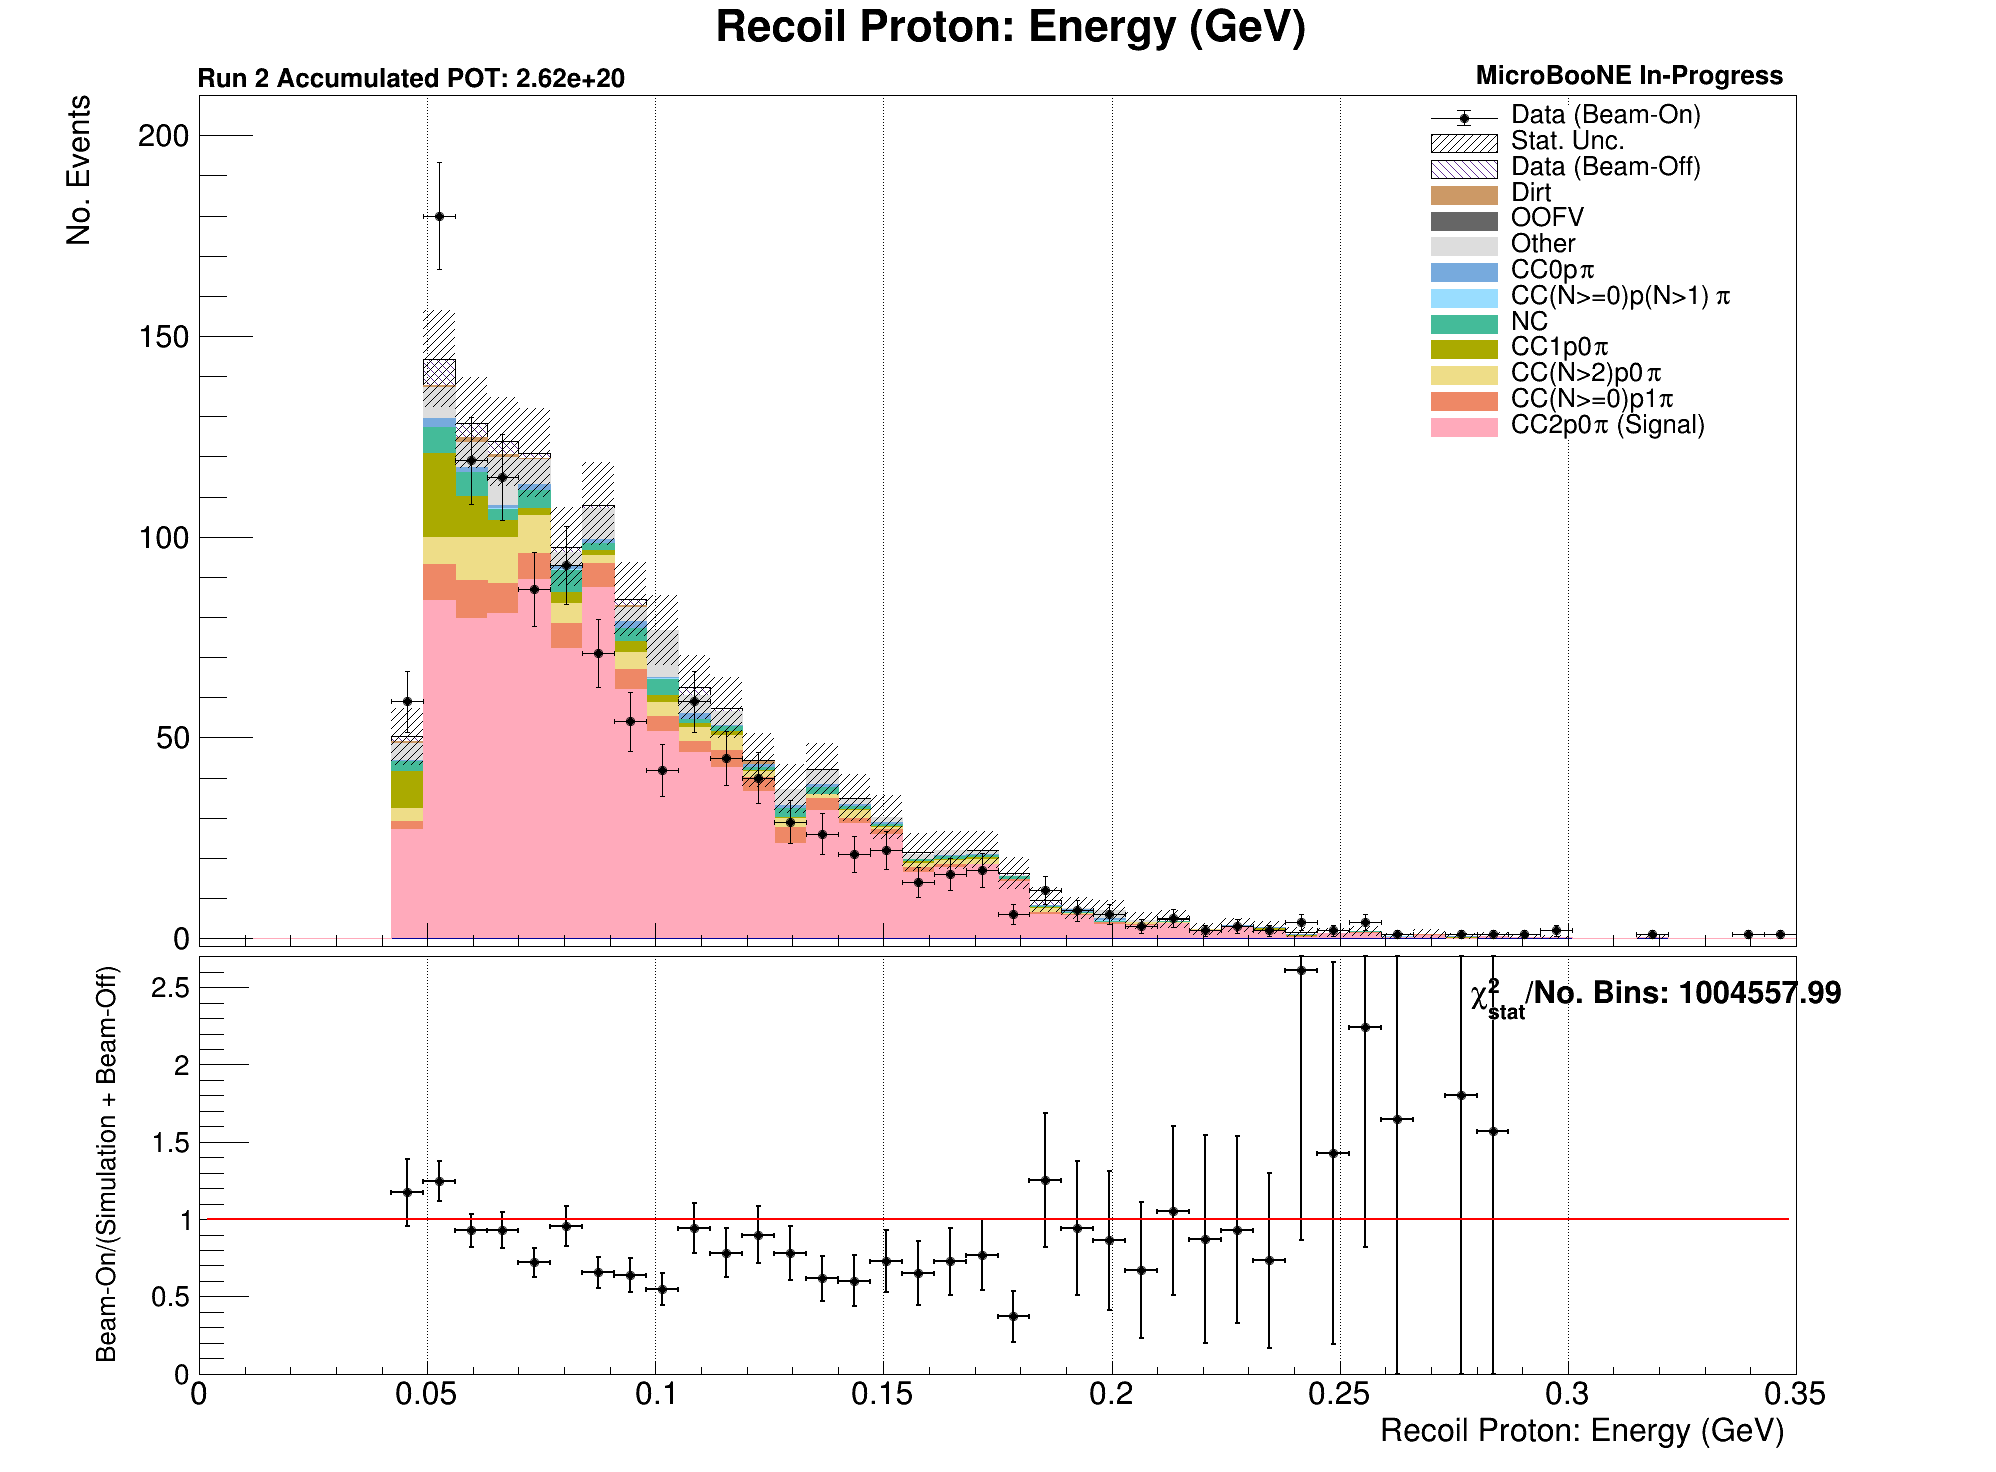 Recoil Proton: Energy (GeV)
Run 2 Accumulated POT: 2.62e+20
MicroBooNE In-Progress
No. Events
200
150
100
50
0
Data (Beam-On)
Stat. Unc.
Data (Beam-Off)
Dirt
OOFV
Other
CC0pπ
CC(N>=0)p(N>1) π
NC
CC1p0π
CC(N>2)p0π
CC(N>=0)p1π
CC2p0π (Signal)
Beam-On/(Simulation + Beam-Off)
2.5
2
1.5
1
0.5
0
χ²stat/No. Bins: 1004557.99
0 0.05 0.1 0.15 0.2 0.25 0.3 0.35
Recoil Proton: Energy (GeV)